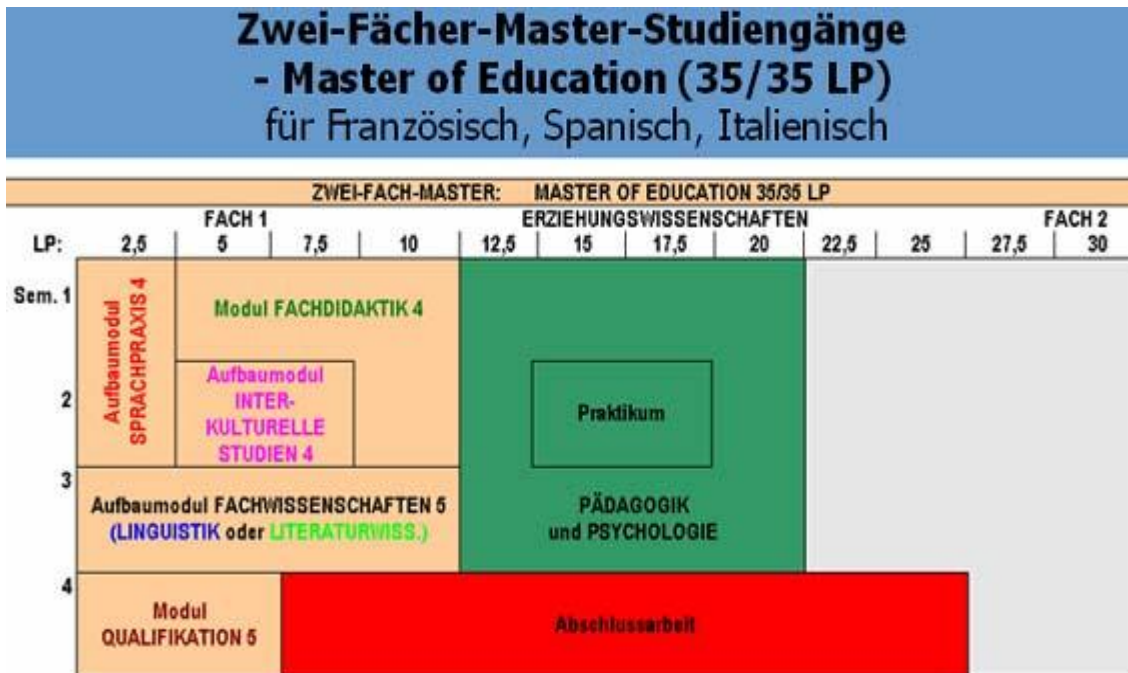 Zwei-Fächer-Master-Studiengänge
- Master of Education (35/35 LP)
für Französisch, Spanisch, Italienisch
ZWEI-FACH-MASTER: MASTER OF EDUCATION 35/35 LP
FACH 1 ERZIEHUNGSWISSENSCHAFTEN FACH 2
LP: 2,5 5 7,5 10 12,5 15 17,5 20 22,5 25 27,5 30
Sem. 1
Aufbaumodul
SPRACHPRAXIS 4
Modul FACHDIDAKTIK 4
2
Aufbaumodul
INTER-
KULTURELLE
STUDIEN 4
Praktikum
3
Aufbaumodul FACHWISSENSCHAFTEN 5
(LINGUISTIK oder LITERATURWISS.)
PÄDAGOGIK
und PSYCHOLOGIE
4
Modul
QUALIFIKATION 5
Abschlussarbeit